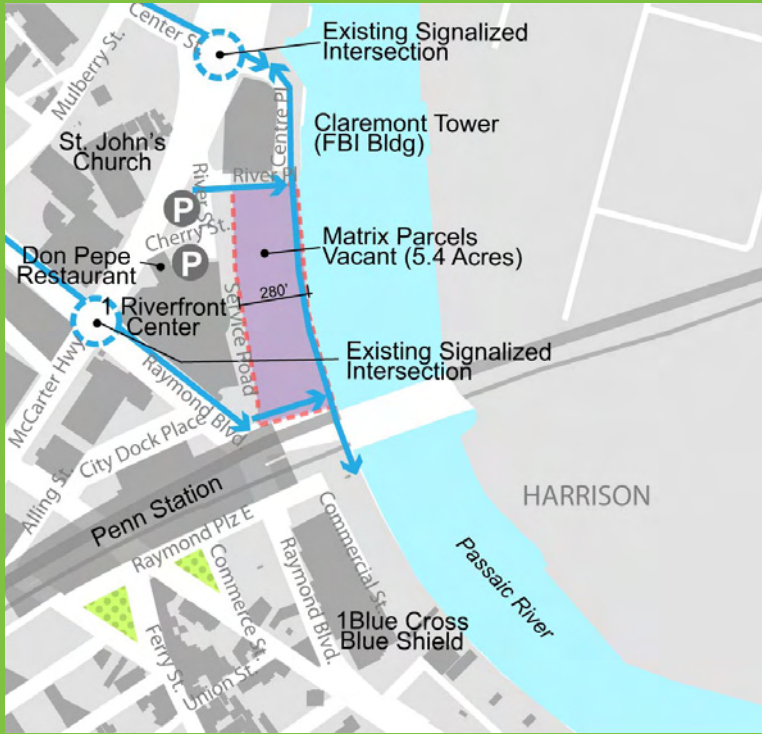 Center St.
Existing Signalized
Intersection
Mulberry St.
Centre Pl
Claremont Tower
(FBI Bldg)
St. John's
Church
River Pl
River St.
P
Cherry St.
Matrix Parcels
Vacant (5.4 Acres)
Don Pepe
Restaurant
P
280'
1 Riverfront
Center
Service Road
Existing Signalized
Intersection
McCarter Hwy
Raymond Blvd.
City Dock Place
Alling St.
Penn Station
HARRISON
Raymond Plz E
Commercial St.
Passaic River
Commerce St.
Raymond Blvd.
1Blue Cross
Blue Shield
Ferry St.
Union St.